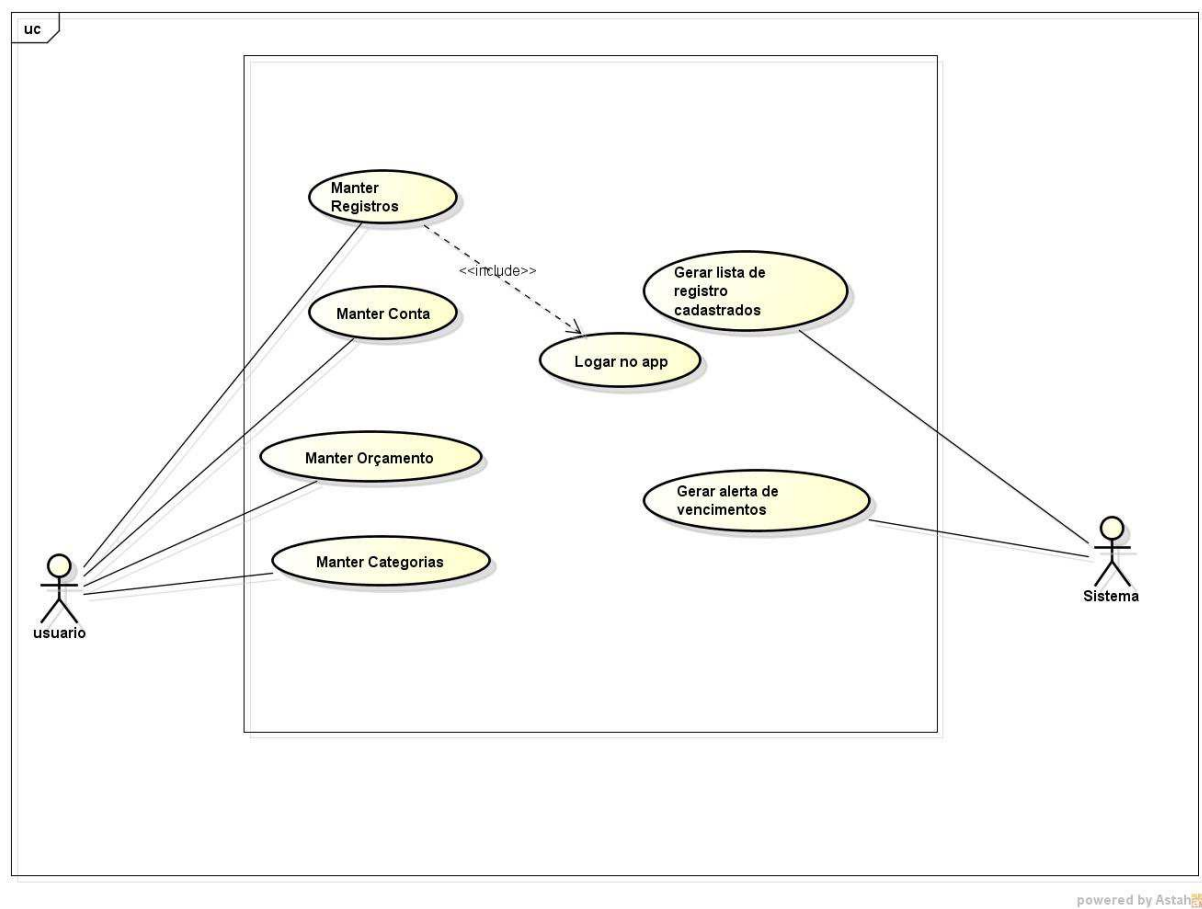 uc
Manter
Registros
<<include>>
Gerar lista de
registro
cadastrados
Manter Conta
Logar no app
Manter Orçamento
Gerar alerta de
vencimentos
Manter Categorias
Sistema
usuario
powered by Astah